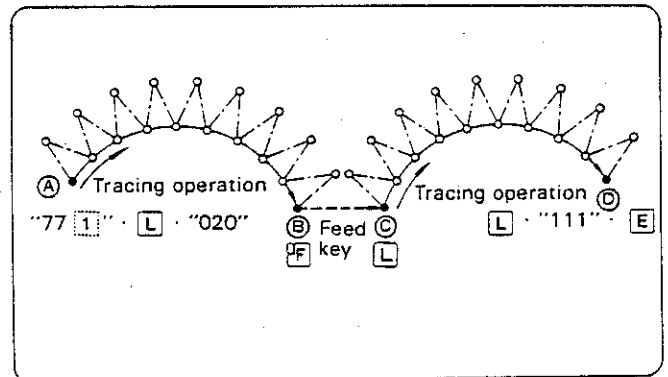 Ⓐ Tracing operation Tracing operation Ⓓ
"77 1" · L · "020" Ⓑ Feed Ⓒ L · "111" · E
F key L